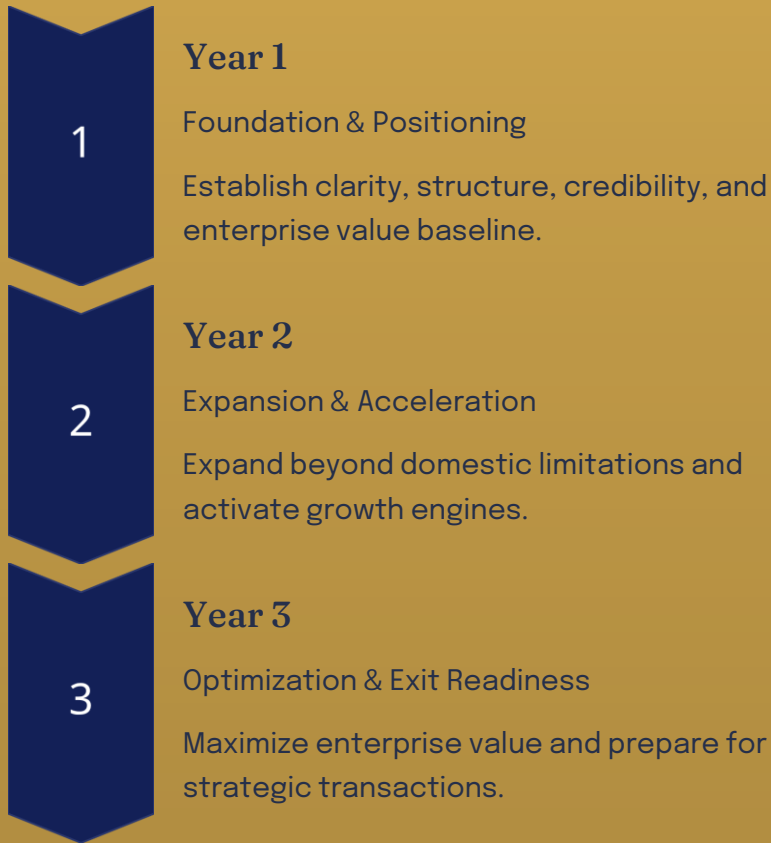 1
Year 1
Foundation & Positioning
Establish clarity, structure, credibility, and
enterprise value baseline.
2
Year 2
Expansion & Acceleration
Expand beyond domestic limitations and
activate growth engines.
3
Year 3
Optimization & Exit Readiness
Maximize enterprise value and prepare for
strategic transactions.